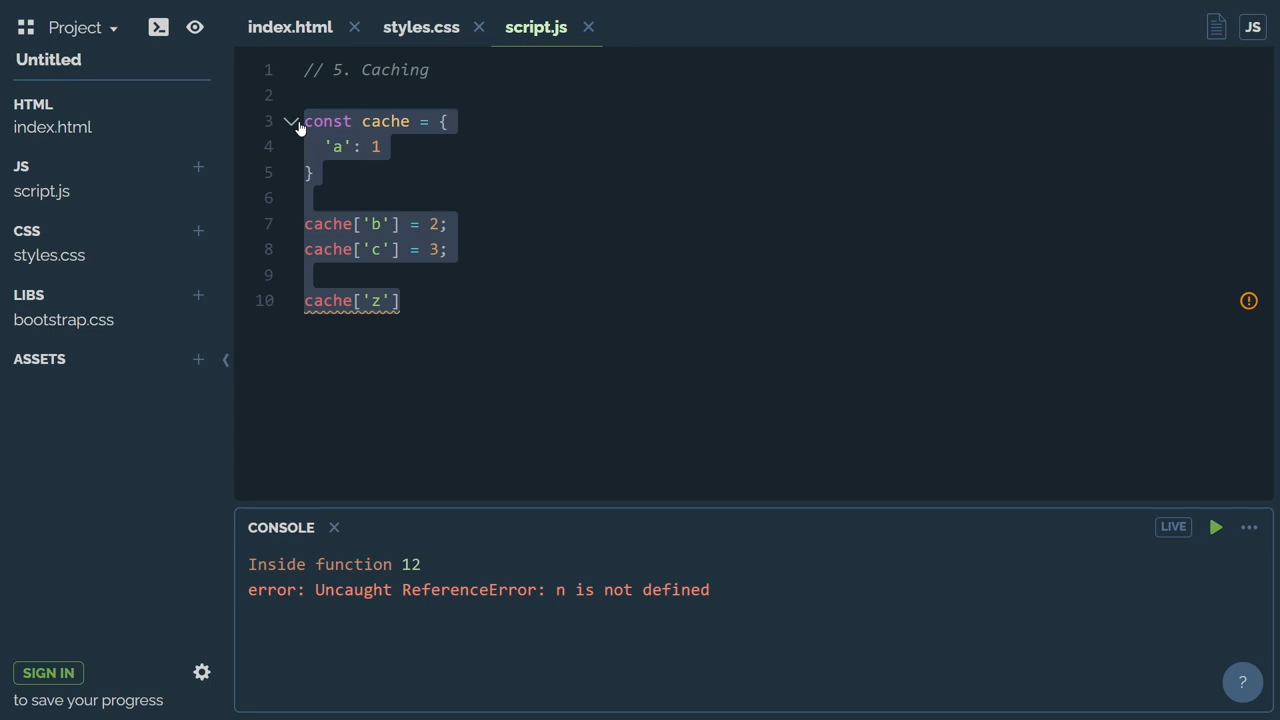 Project
index.html
styles.css
script.js
JS
Untitled
HTML
index.html
JS
script.js
CSS
styles.css
LIBS
bootstrap.css
ASSETS
SIGN IN
to save your progress
1 // 5. Caching
2
3 const cache = {
4 'a': 1
5 }
6
7 cache['b'] = 2;
8 cache['c'] = 3;
9
10 cache['z']
CONSOLE
LIVE
Inside function 12
error: Uncaught ReferenceError: n is not defined
?